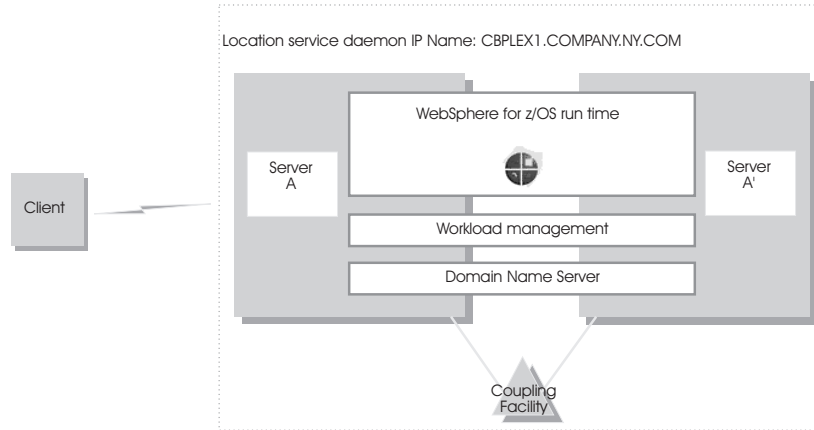 Location service daemon IP Name: CBPLEX1.COMPANY.NY.COM
WebSphere for z/OS run time
Server
A
Server
A'
Client
Workload management
Domain Name Server
Coupling
Facility